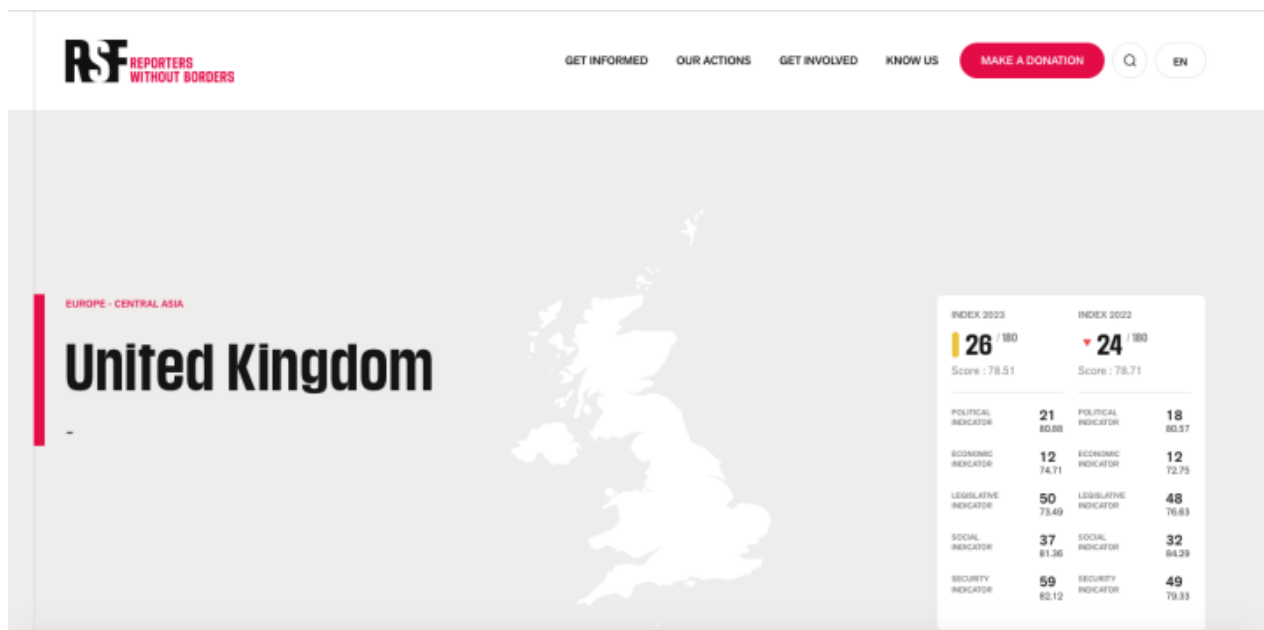 RSF REPORTERS
WITHOUT BORDERS
GET INFORMED OUR ACTIONS GET INVOLVED KNOW US MAKE A DONATION EN
EUROPE - CENTRAL ASIA
United Kingdom
-
INDEX 2023 INDEX 2022
26 / 180 24 / 180
Score : 78.51 Score : 78.71
POLITICAL INDICATOR 21 80.88 POLITICAL INDICATOR 18 80.57
ECONOMIC INDICATOR 12 74.71 ECONOMIC INDICATOR 12 72.75
LEGISLATIVE INDICATOR 50 73.49 LEGISLATIVE INDICATOR 48 76.63
SOCIAL INDICATOR 37 81.36 SOCIAL INDICATOR 32 84.29
SECURITY INDICATOR 59 82.12 SECURITY INDICATOR 49 79.33